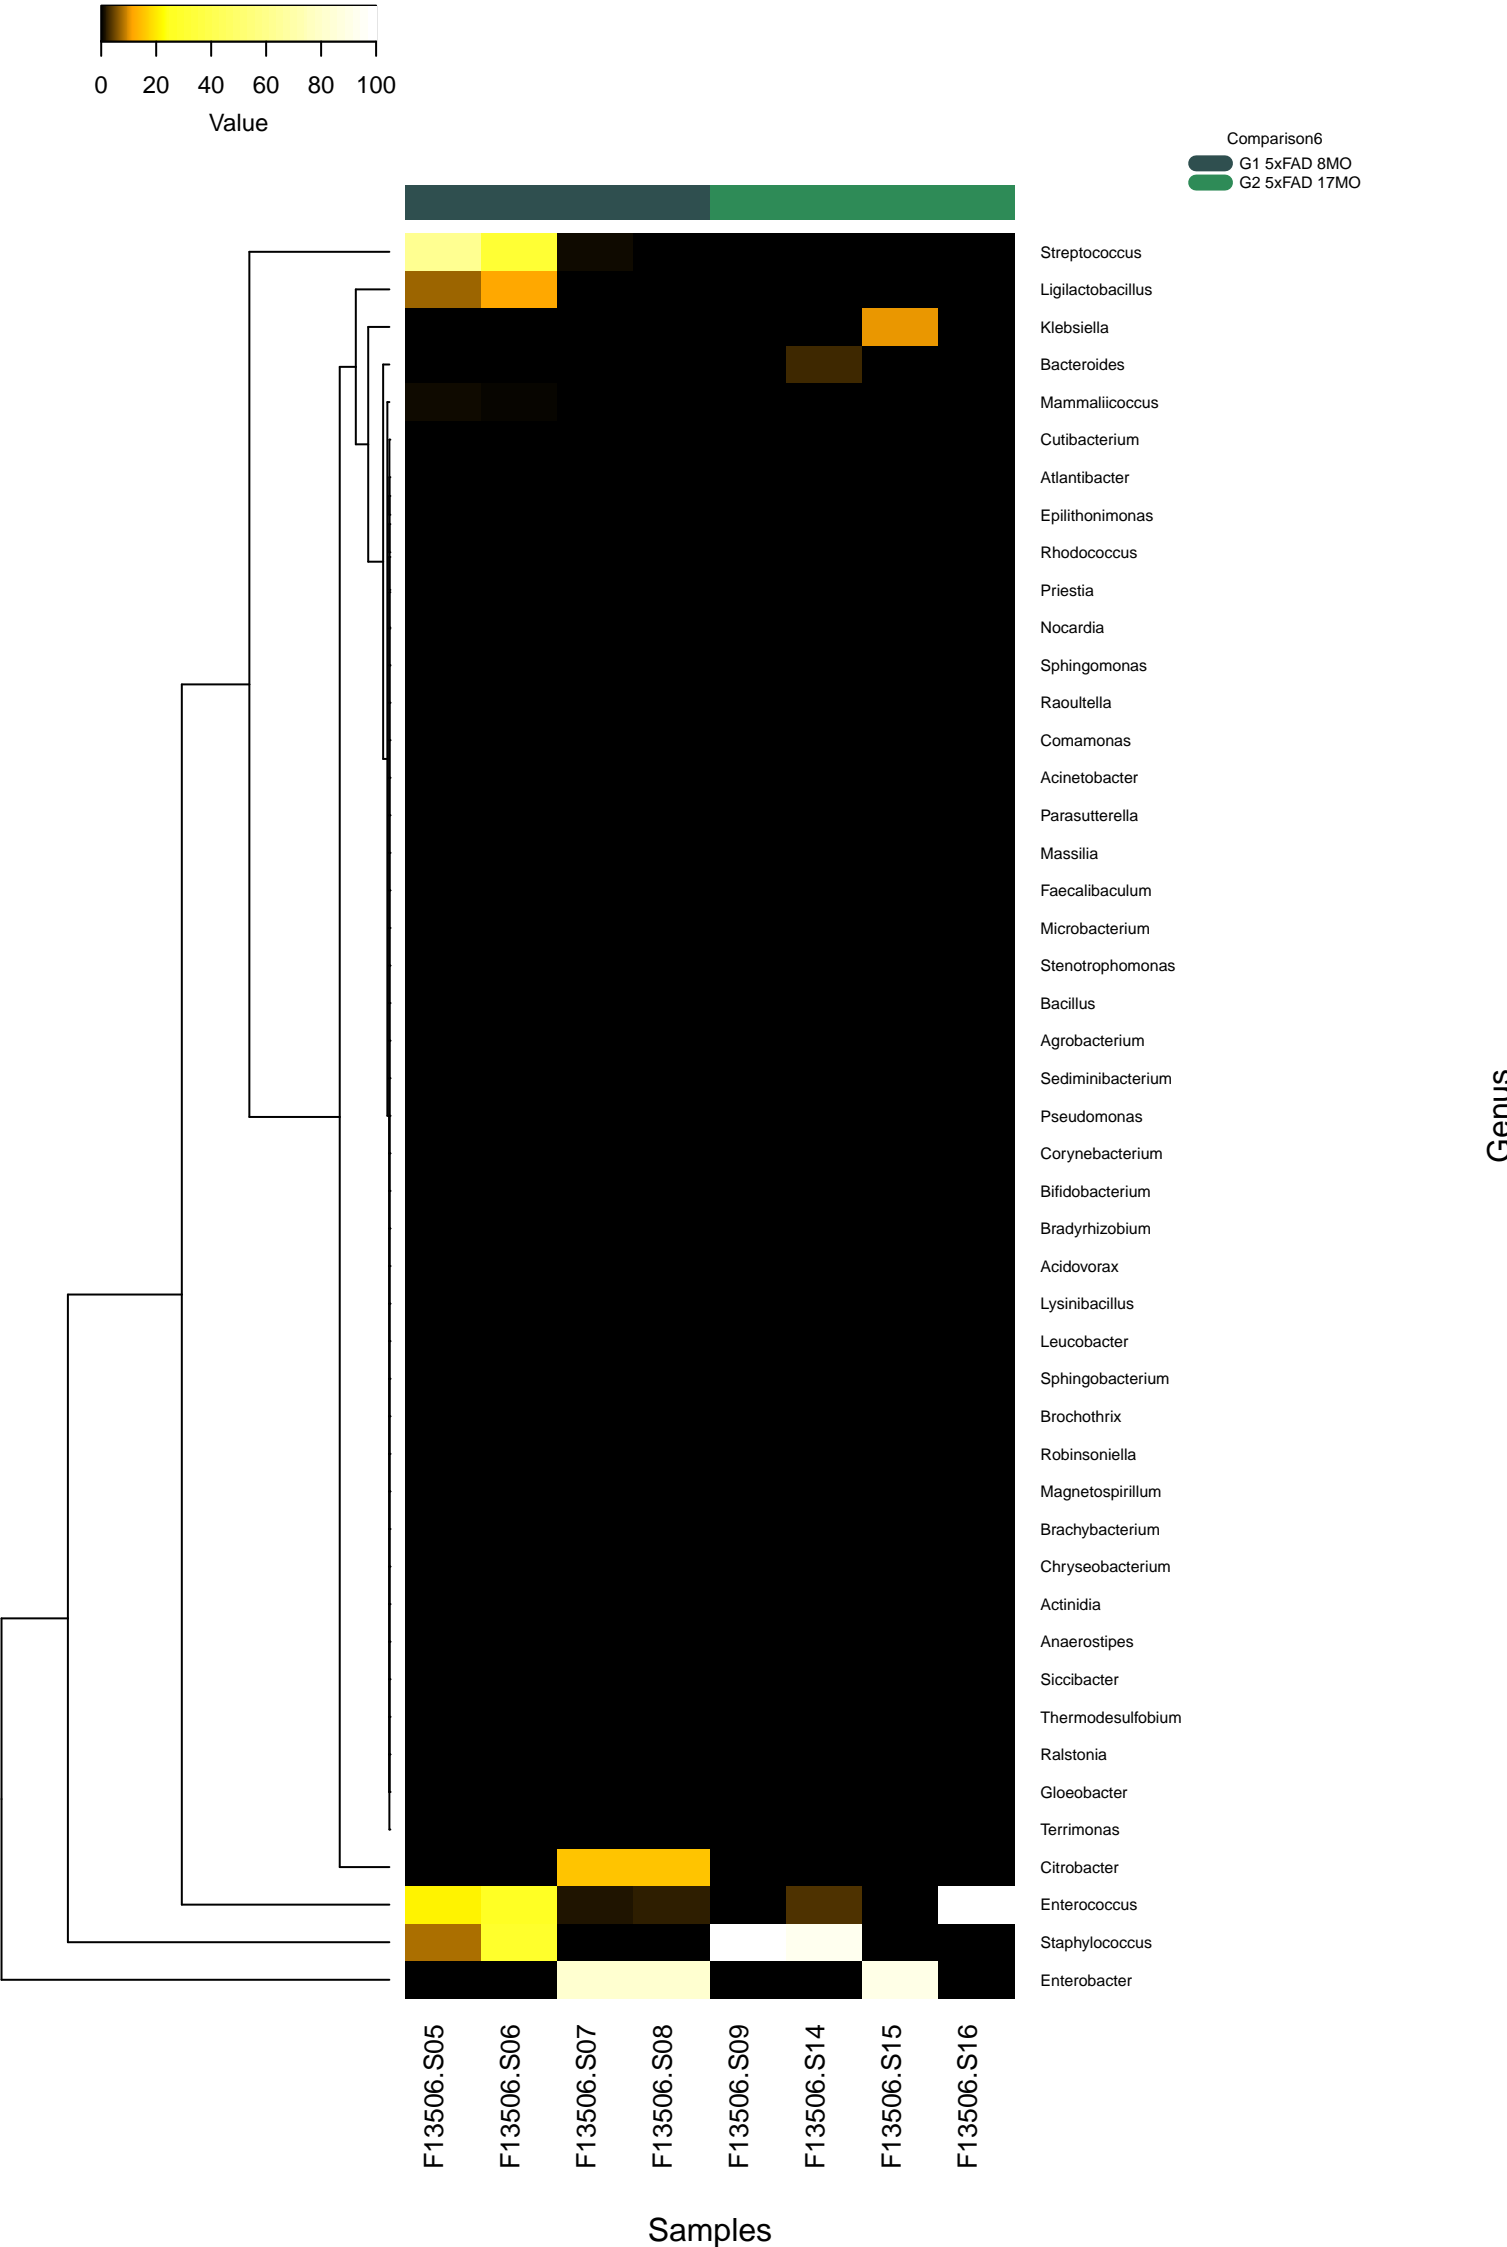 0 20 40 60 80 100
Value
Comparison6
G1 5xFAD 8MO
G2 5xFAD 17MO
Streptococcus
Ligilactobacillus
Klebsiella
Bacteroides
Mammaliicoccus
Cutibacterium
Atlantibacter
Epilithonimonas
Rhodococcus
Priestia
Nocardia
Sphingomonas
Raoultella
Comamonas
Acinetobacter
Parasutterella
Massilia
Faecalibaculum
Microbacterium
Stenotrophomonas
Bacillus
Agrobacterium
Sediminibacterium
Pseudomonas
Corynebacterium
Bifidobacterium
Bradyrhizobium
Acidovorax
Lysinibacillus
Leucobacter
Sphingobacterium
Brochothrix
Robinsoniella
Magnetospirillum
Brachybacterium
Chryseobacterium
Actinidia
Anaerostipes
Siccibacter
Thermodesulfobium
Ralstonia
Gloeobacter
Terrimonas
Citrobacter
Enterococcus
Staphylococcus
Enterobacter
Genus
F13506.S05
F13506.S06
F13506.S07
F13506.S08
F13506.S09
F13506.S14
F13506.S15
F13506.S16
Samples